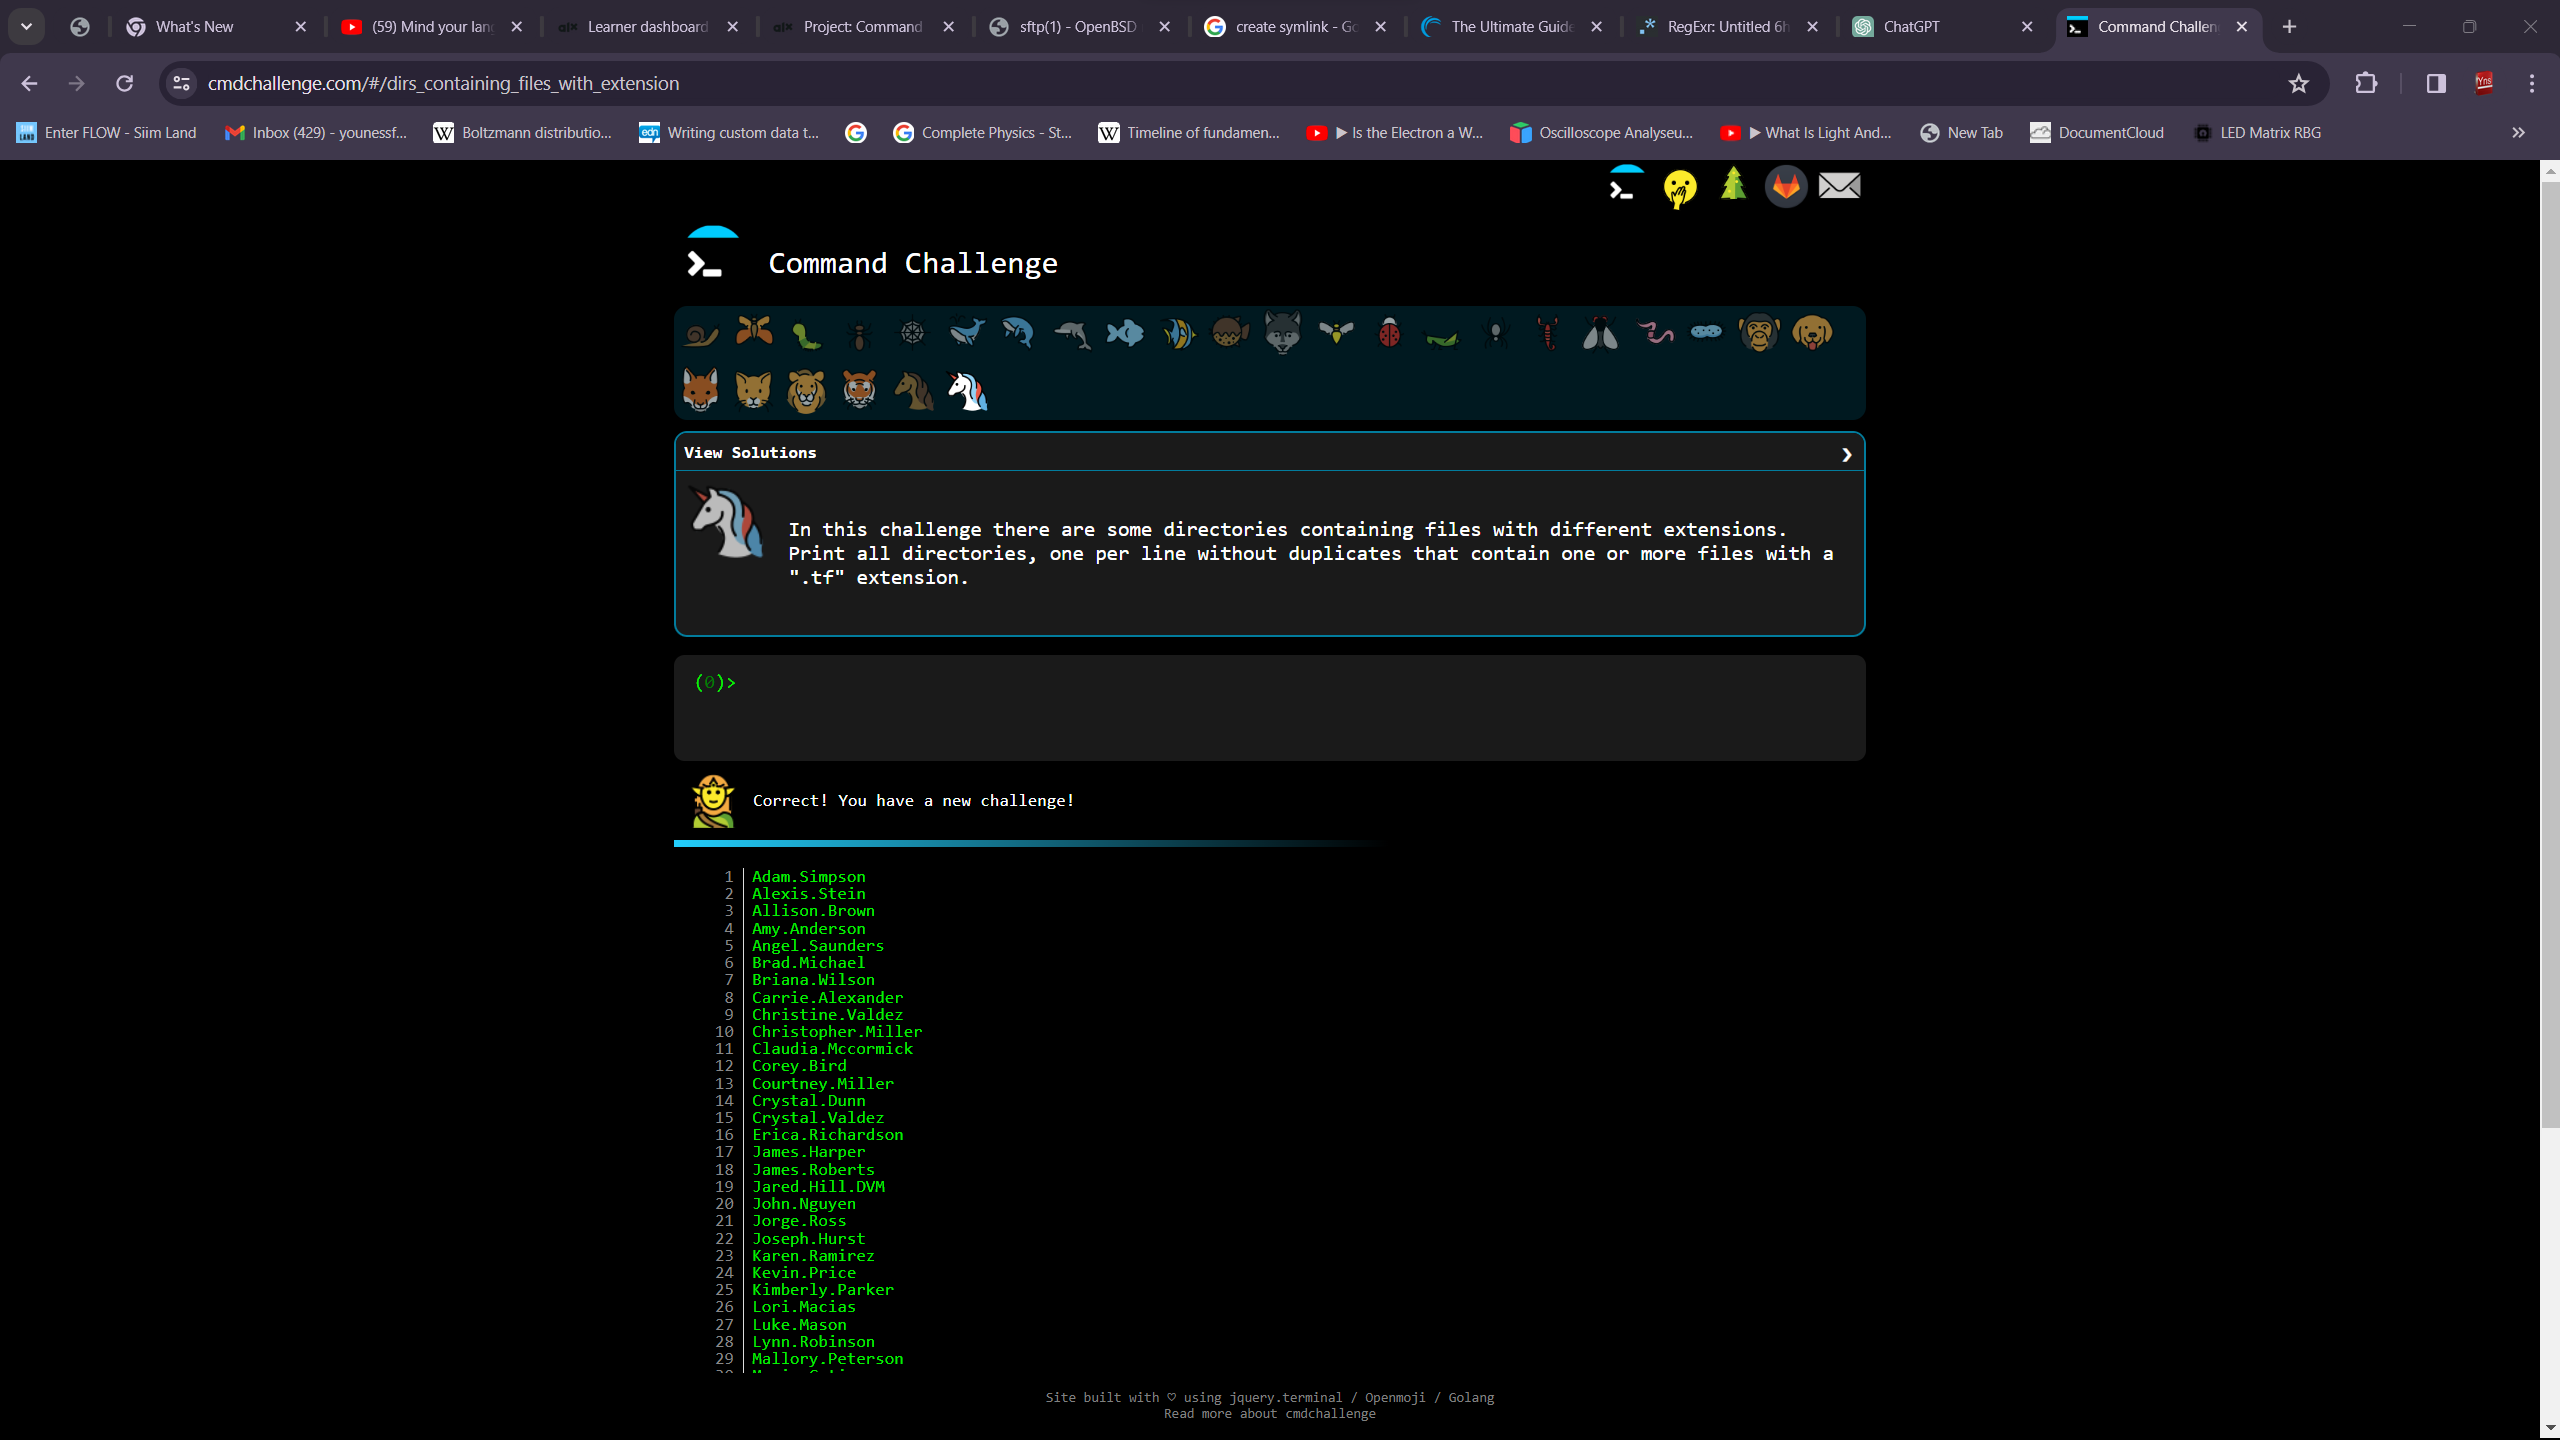 What's New
(59) Mind your lang
Learner dashboard
Project: Command
sftp(1) - OpenBSD
create symlink - Go
The Ultimate Guide
RegExr: Untitled 6h
ChatGPT
Command Challen
cmdchallenge.com/#/dirs_containing_files_with_extension
Enter FLOW - Siim Land
Inbox (429) - younessf...
Boltzmann distributio...
Writing custom data t...
Complete Physics - St...
Timeline of fundamen...
▶ Is the Electron a W...
Oscilloscope Analyseu...
▶ What Is Light And...
New Tab
DocumentCloud
LED Matrix RBG
Command Challenge
View Solutions
In this challenge there are some directories containing files with different extensions.
Print all directories, one per line without duplicates that contain one or more files with a
".tf" extension.
(0)>
Correct! You have a new challenge!
1 Adam.Simpson
2 Alexis.Stein
3 Allison.Brown
4 Amy.Anderson
5 Angel.Saunders
6 Brad.Michael
7 Briana.Wilson
8 Carrie.Alexander
9 Christine.Valdez
10 Christopher.Miller
11 Claudia.Mccormick
12 Corey.Bird
13 Courtney.Miller
14 Crystal.Dunn
15 Crystal.Valdez
16 Erica.Richardson
17 James.Harper
18 James.Roberts
19 Jared.Hill.DVM
20 John.Nguyen
21 Jorge.Ross
22 Joseph.Hurst
23 Karen.Ramirez
24 Kevin.Price
25 Kimberly.Parker
26 Lori.Macias
27 Luke.Mason
28 Lynn.Robinson
29 Mallory.Peterson
Site built with ♡ using jquery.terminal / Openmoji / Golang
Read more about cmdchallenge